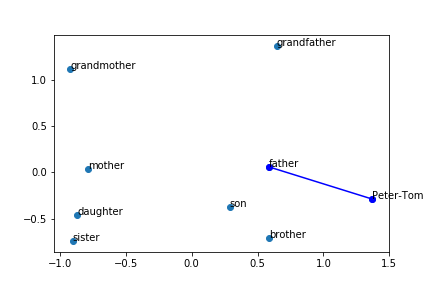 grandfather
grandmother
1.0
0.5
mother
father
0.0
Peter-Tom
son
daughter
−0.5
sister
brother
−1.0 −0.5 0.0 0.5 1.0 1.5